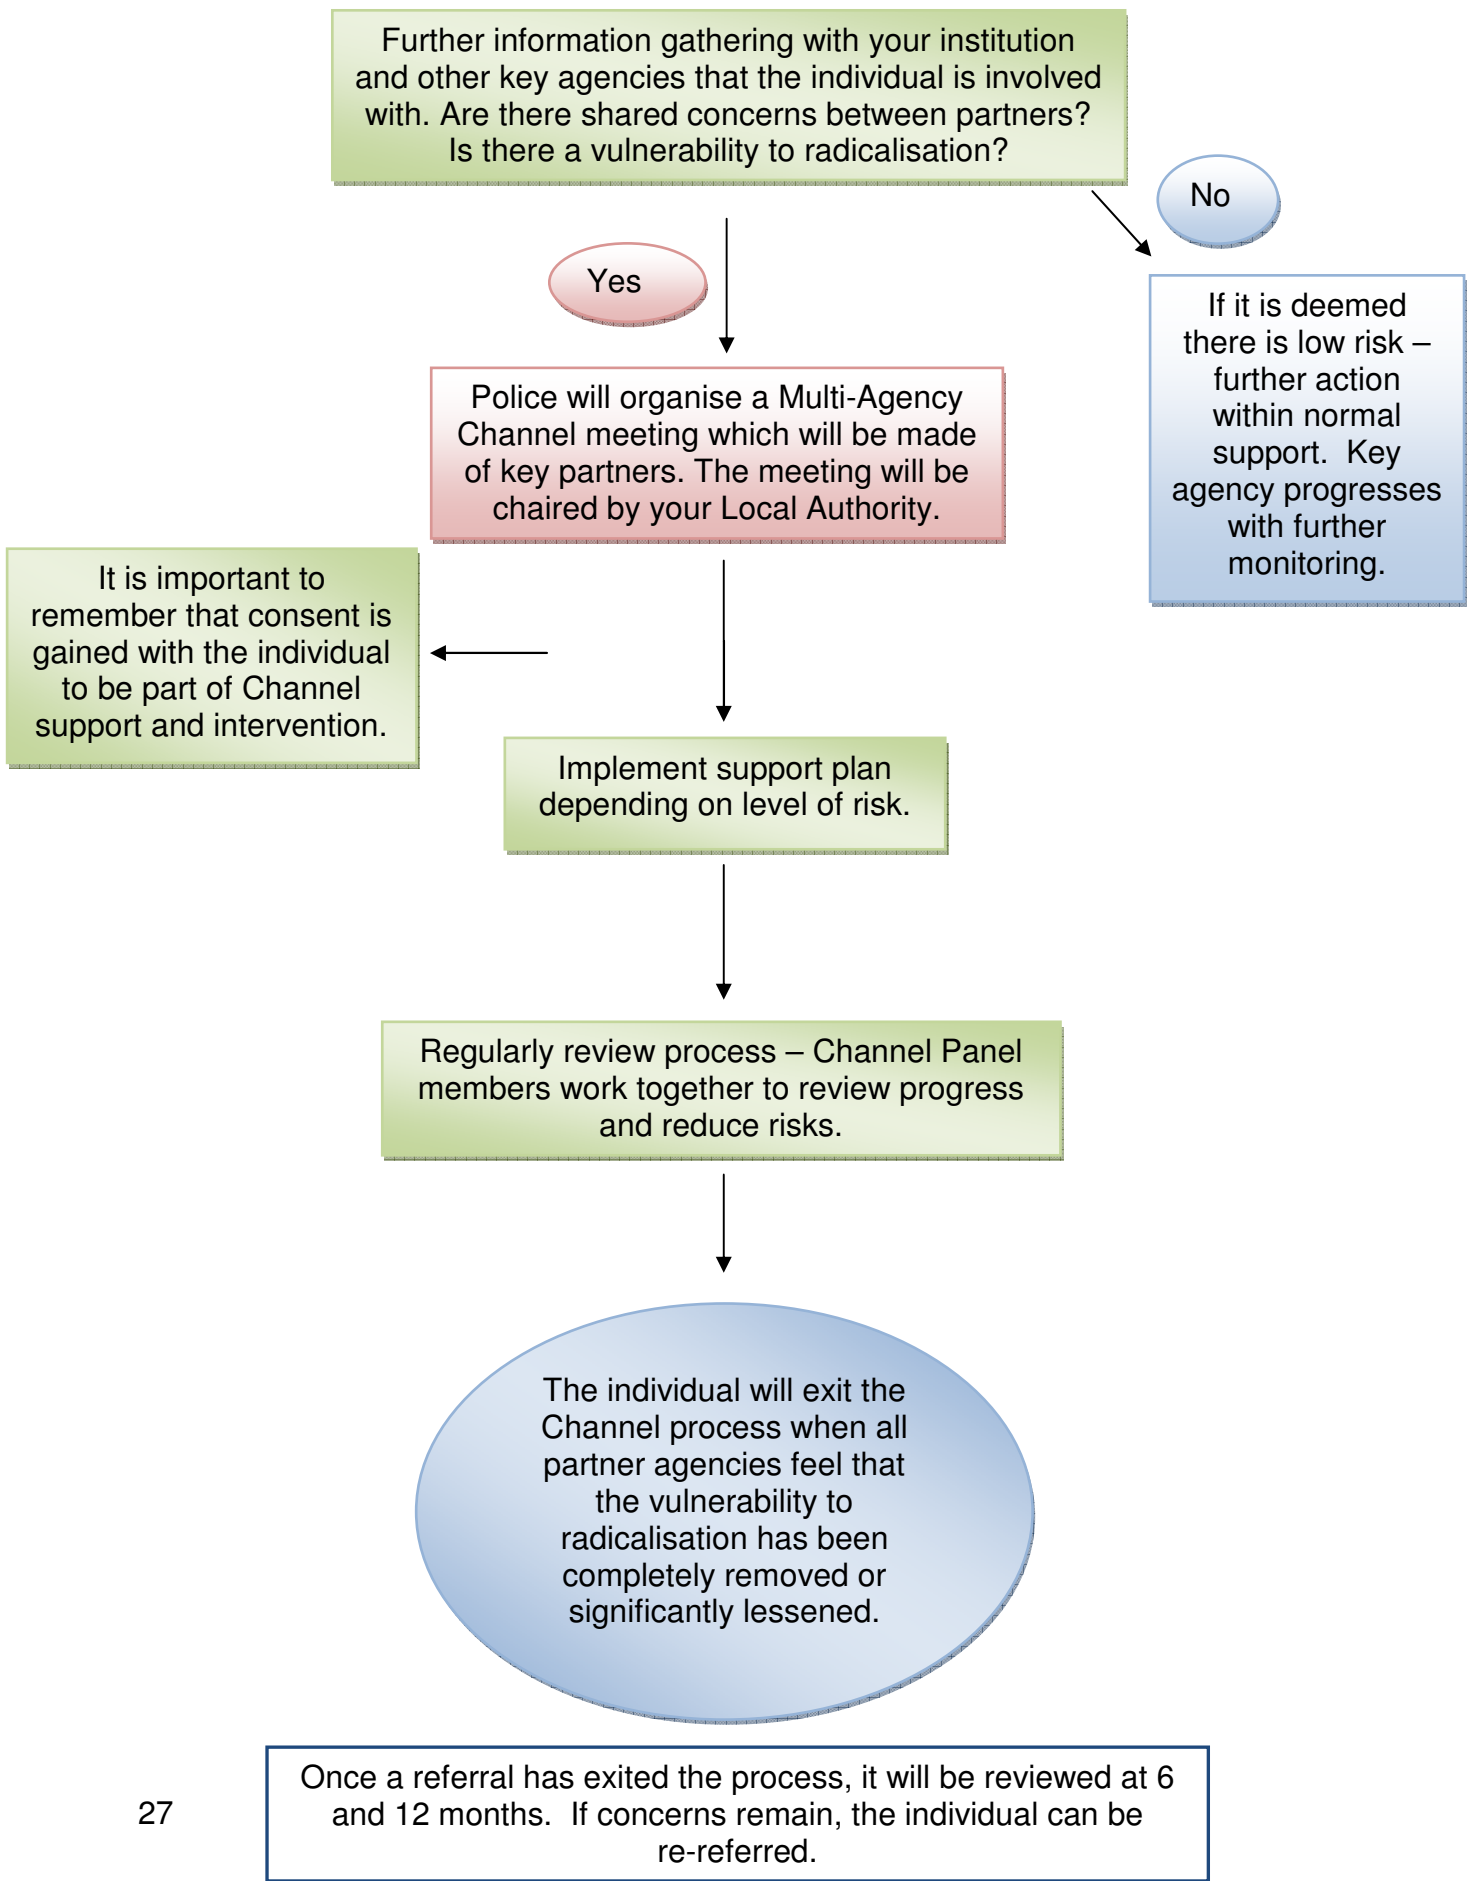 Further information gathering with your institution
and other key agencies that the individual is involved
with. Are there shared concerns between partners?
Is there a vulnerability to radicalisation?
No
Yes
If it is deemed
there is low risk –
further action
within normal
support.  Key
agency progresses
with further
monitoring.
Police will organise a Multi-Agency
Channel meeting which will be made
of key partners. The meeting will be
chaired by your Local Authority.
It is important to
remember that consent is
gained with the individual
to be part of Channel
support and intervention.
Implement support plan
depending on level of risk.
Regularly review process – Channel Panel
members work together to review progress
and reduce risks.
The individual will exit the
Channel process when all
partner agencies feel that
the vulnerability to
radicalisation has been
completely removed or
significantly lessened.
Once a referral has exited the process, it will be reviewed at 6
and 12 months.  If concerns remain, the individual can be
re-referred.
27